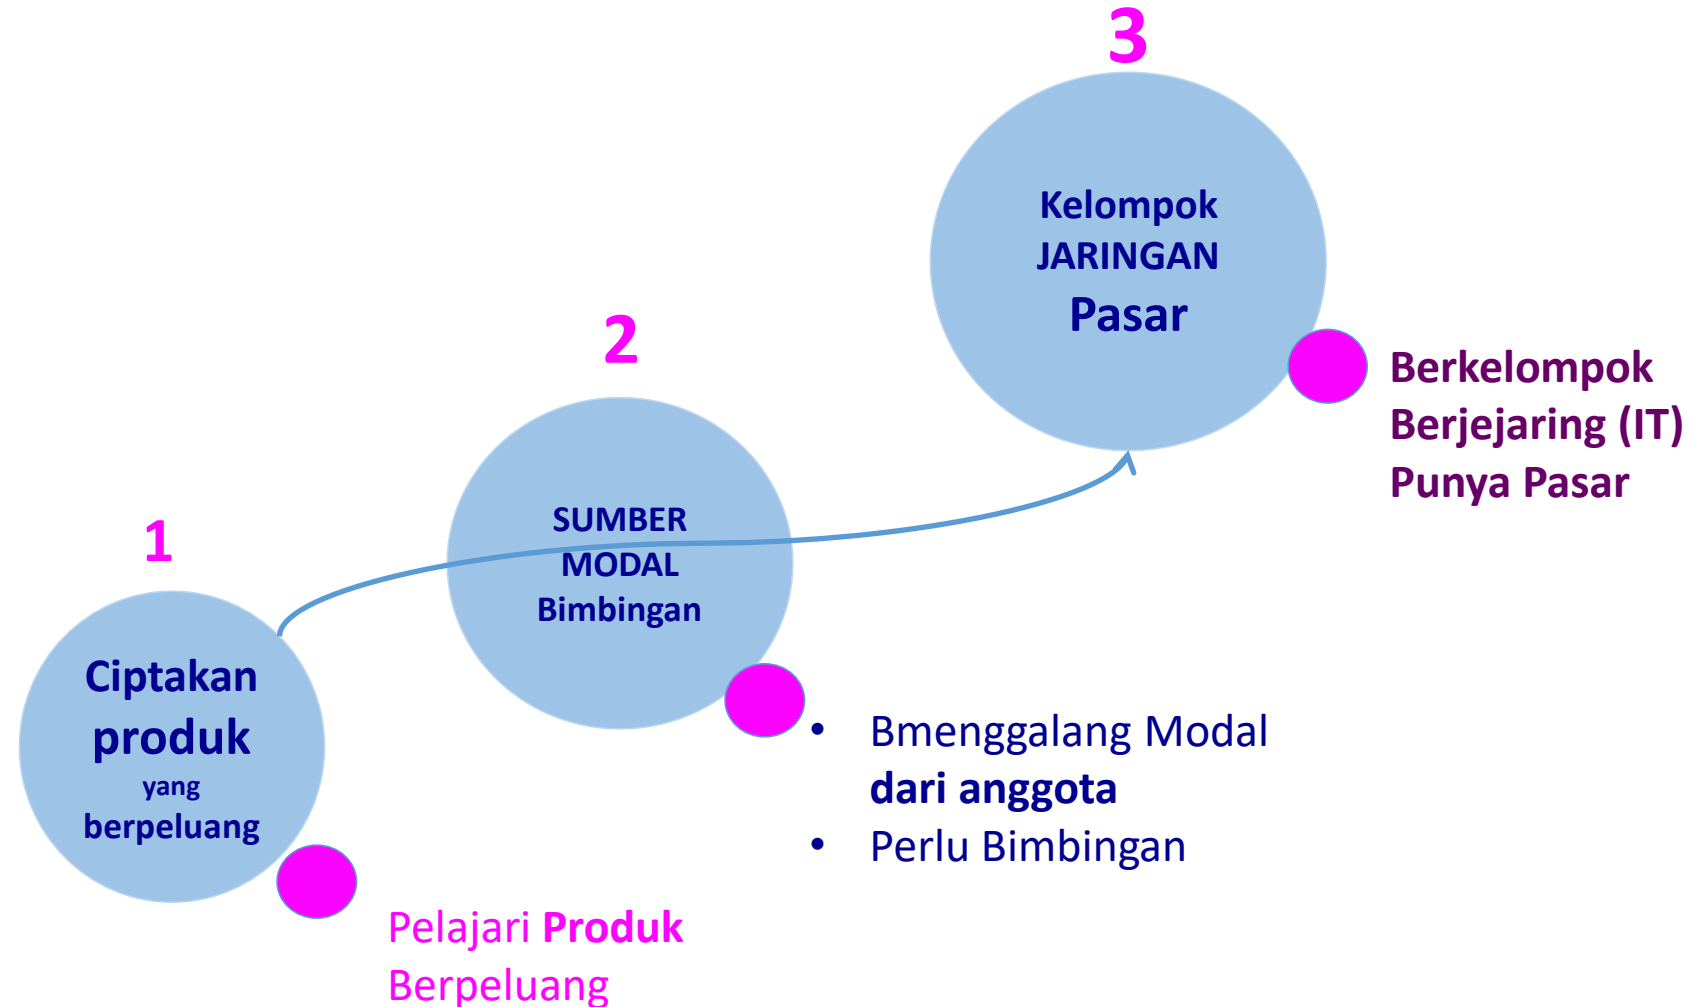 1
Ciptakan
produk
yang
berpeluang
Pelajari Produk
Berpeluang
2
SUMBER
MODAL
Bimbingan
• Bmenggalang Modal
dari anggota
• Perlu Bimbingan
3
Kelompok
JARINGAN
Pasar
Berkelompok
Berjejaring (IT)
Punya Pasar